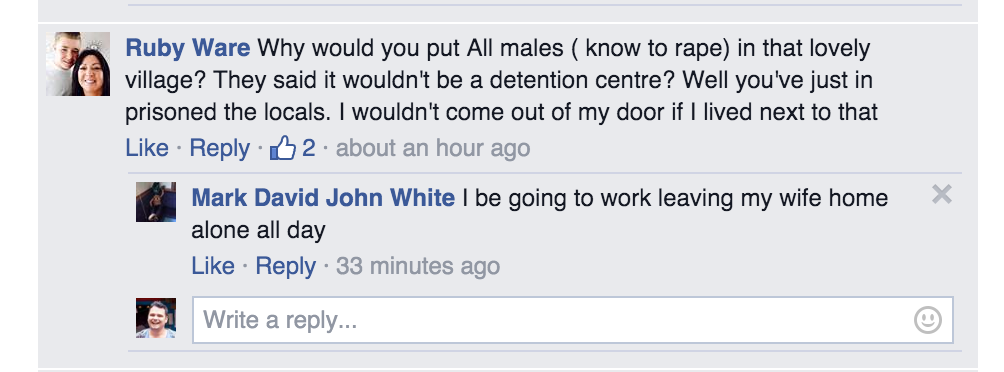 Ruby Ware Why would you put All males ( know to rape) in that lovely
village? They said it wouldn't be a detention centre? Well you've just in
prisoned the locals. I wouldn't come out of my door if I lived next to that
Like · Reply · 2 · about an hour ago
Mark David John White I be going to work leaving my wife home
alone all day
Like · Reply · 33 minutes ago
Write a reply...